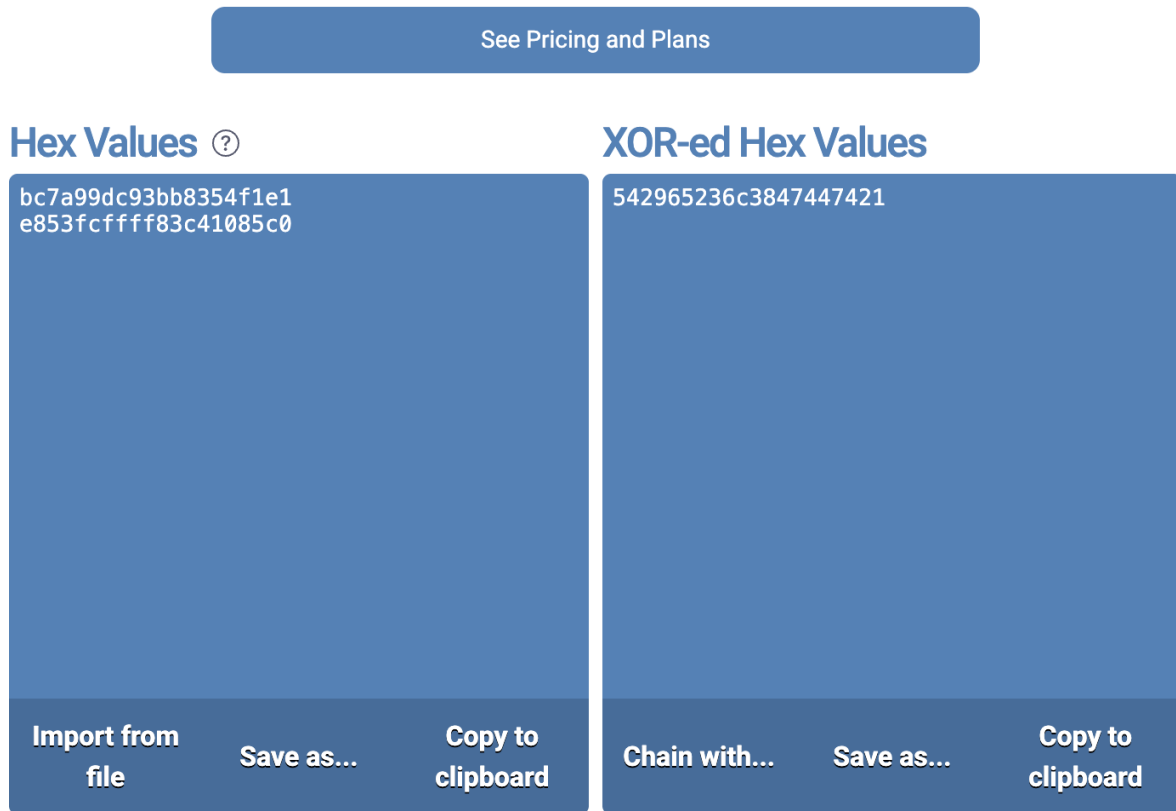 See Pricing and Plans
Hex Values ?
XOR-ed Hex Values
bc7a99dc93bb8354f1e1
e853fcffff83c41085c0
542965236c3847447421
Import from
file
Save as...
Copy to
clipboard
Chain with...
Save as...
Copy to
clipboard